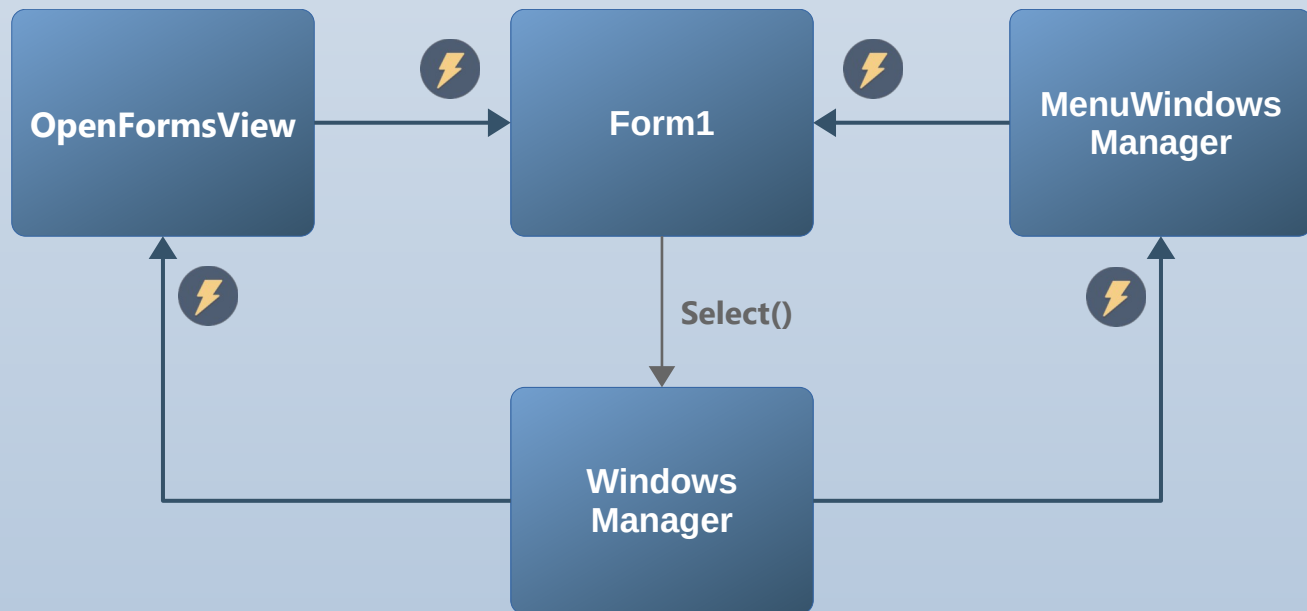 OpenFormsView
Form1
MenuWindows
Manager
Select()
Windows
Manager